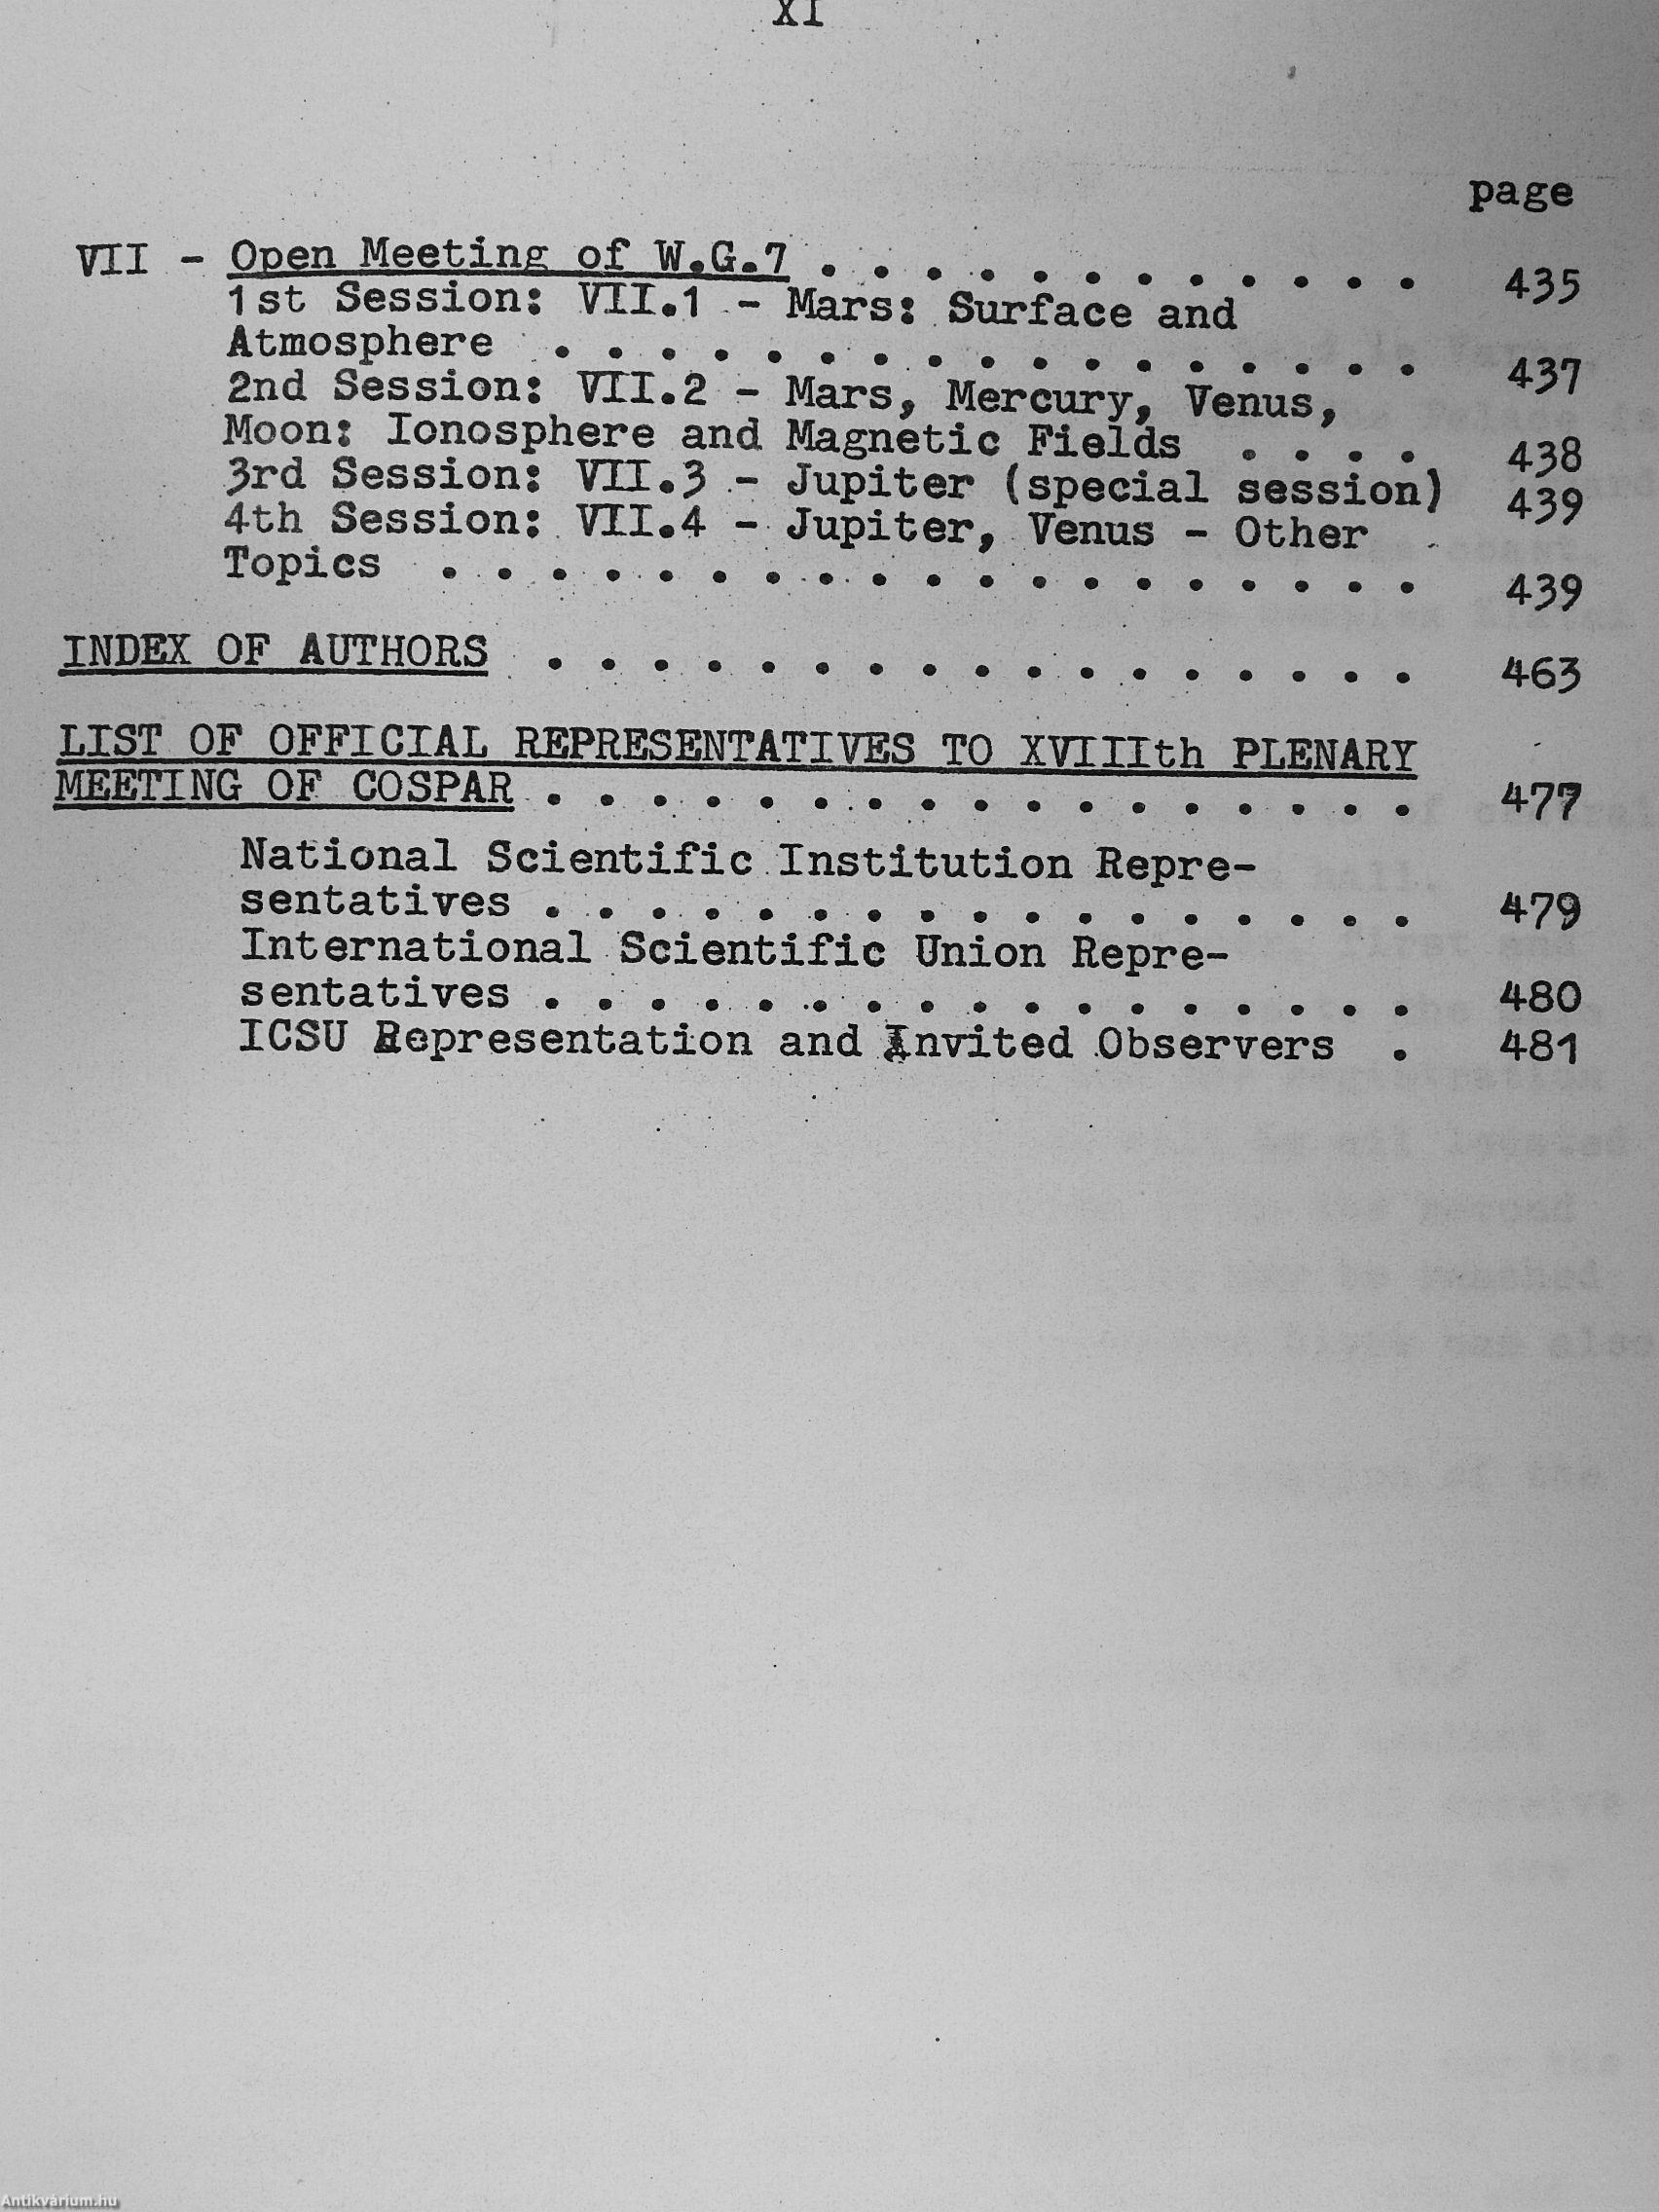 XI
page
VII - Open Meeting of W.G.7 . . . . . . . . . . . . 435
1st Session: VII.1 - Mars: Surface and
Atmosphere . . . . . . . . . . . . . . . . . 437
2nd Session: VII.2 - Mars, Mercury, Venus,
Moon: Ionosphere and Magnetic Fields . . . . 438
3rd Session: VII.3 - Jupiter (special session) 439
4th Session: VII.4 - Jupiter, Venus - Other
Topics . . . . . . . . . . . . . . . . . . . 439
INDEX OF AUTHORS . . . . . . . . . . . . . . . . . 463
LIST OF OFFICIAL REPRESENTATIVES TO XVIIIth PLENARY
MEETING OF COSPAR . . . . . . . . . . . . . . . . . 477
National Scientific Institution Repre-
sentatives . . . . . . . . . . . . . . . . . 479
International Scientific Union Repre-
sentatives . . . . . . . . . . . . . . . . . 480
ICSU Representation and Invited Observers . 481
Antikvárium.hu